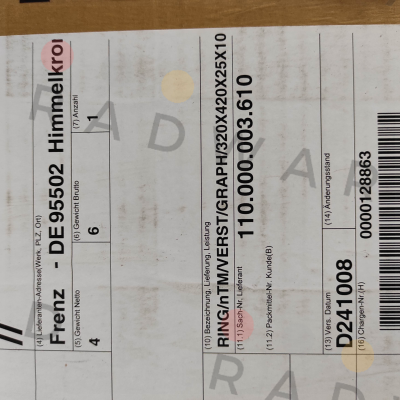 (4) Lieferanten-Adresse(Werk, PLZ, Ort)
Frenz - DE 95502 Himmelkron
(5) Gewicht Netto (6) Gewicht Brutto (7) Anzahl
4 6 1
(10) Bezeichnung, Lieferung, Leistung
RING/nTM/VERST/GRAPH/320X420X25X10
(11.1) Sach-Nr. Lieferant
110.000.003.610
(11.2) Packmittel-Nr. Kunde(B)
(13) Vers. Datum (14) Änderungsstand
D241008
(16) Chargen-Nr.(H)
0000128863
RADWAR
RADWA